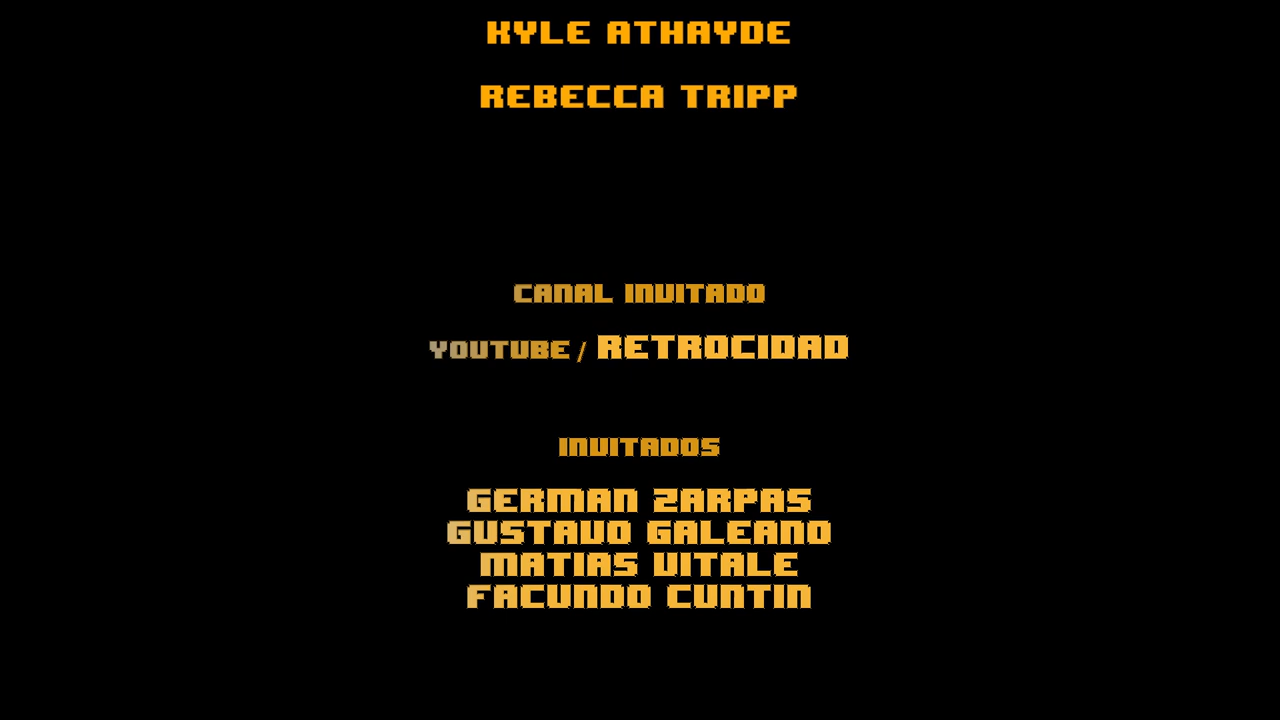 KYLE ATHAYDE
REBECCA TRIPP
CANAL INVITADO
YOUTUBE / RETROCIDAD
INVITADOS
GERMAN ZARPAS
GUSTAVO GALEANO
MATIAS VITALE
FACUNDO CUNTIN